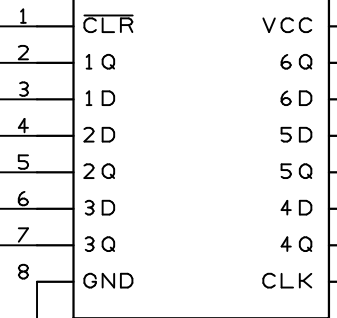 1 C̅L̅R̅ VCC
2 1Q 6Q
3 1D 6D
4 2D 5D
5 2Q 5Q
6 3D 4D
7 3Q 4Q
8 GND CLK